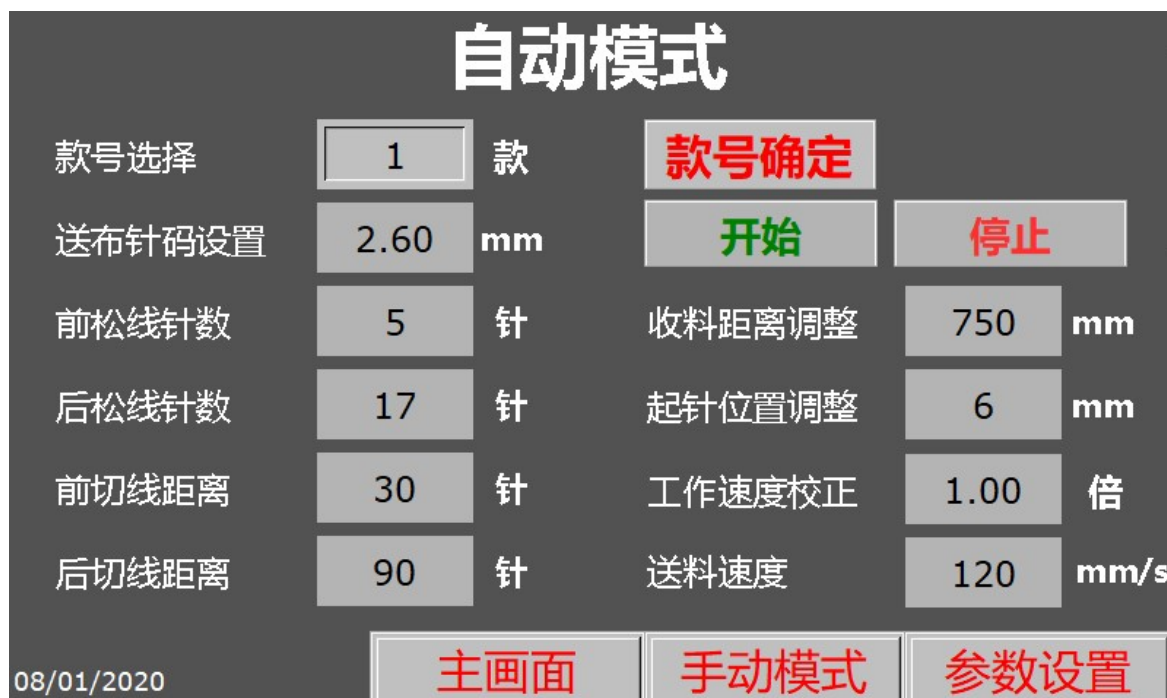 自动模式
款号选择 1 款 款号确定
送布针码设置 2.60 mm 开始 停止
前松线针数 5 针 收料距离调整 750 mm
后松线针数 17 针 起针位置调整 6 mm
前切线距离 30 针 工作速度校正 1.00 倍
后切线距离 90 针 送料速度 120 mm/s
08/01/2020 主画面 手动模式 参数设置